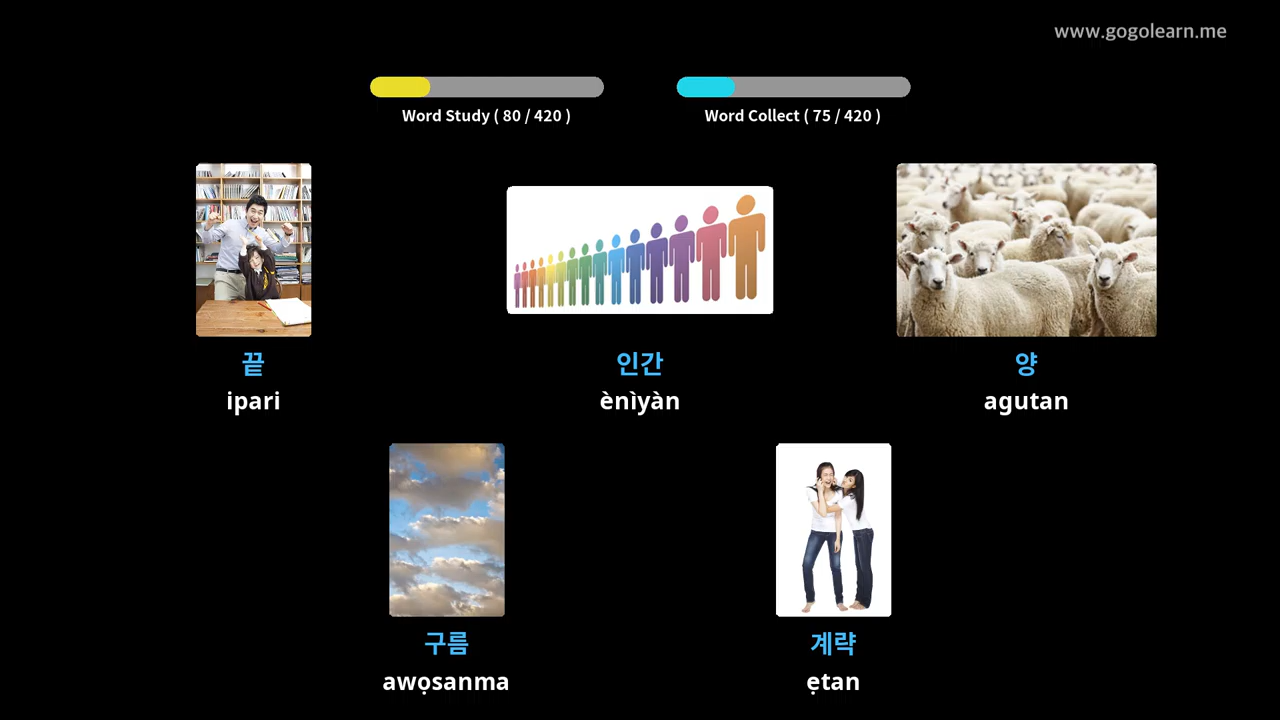 www.gogolearn.me
Word Study ( 80 / 420 )
Word Collect ( 75 / 420 )
끝
ipari
인간
ènìyàn
양
agutan
구름
awọsanma
계략
ẹtan